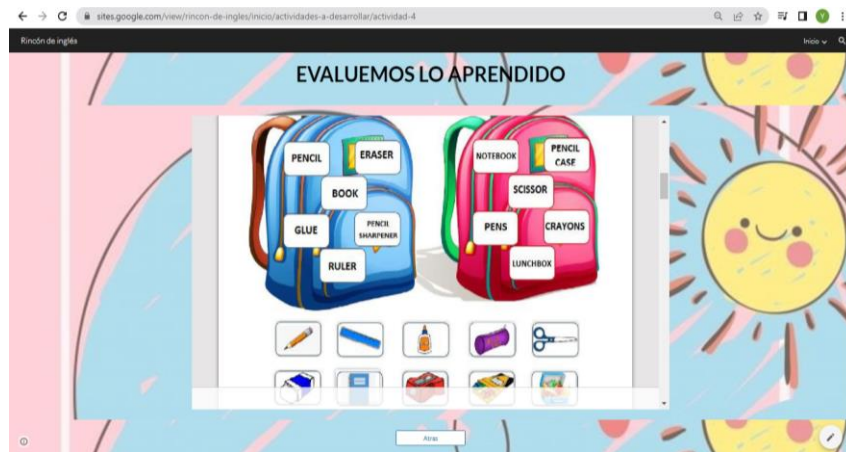 sites.google.com/view/rincon-de-ingles/inicio/actividades-a-desarrollar/actividad-4
Y
Rincón de inglés
Inicio
EVALUEMOS LO APRENDIDO
PENCIL
ERASER
BOOK
GLUE
PENCIL
SHARPENER
RULER
NOTEBOOK
PENCIL
CASE
SCISSOR
PENS
CRAYONS
LUNCHBOX
Atras